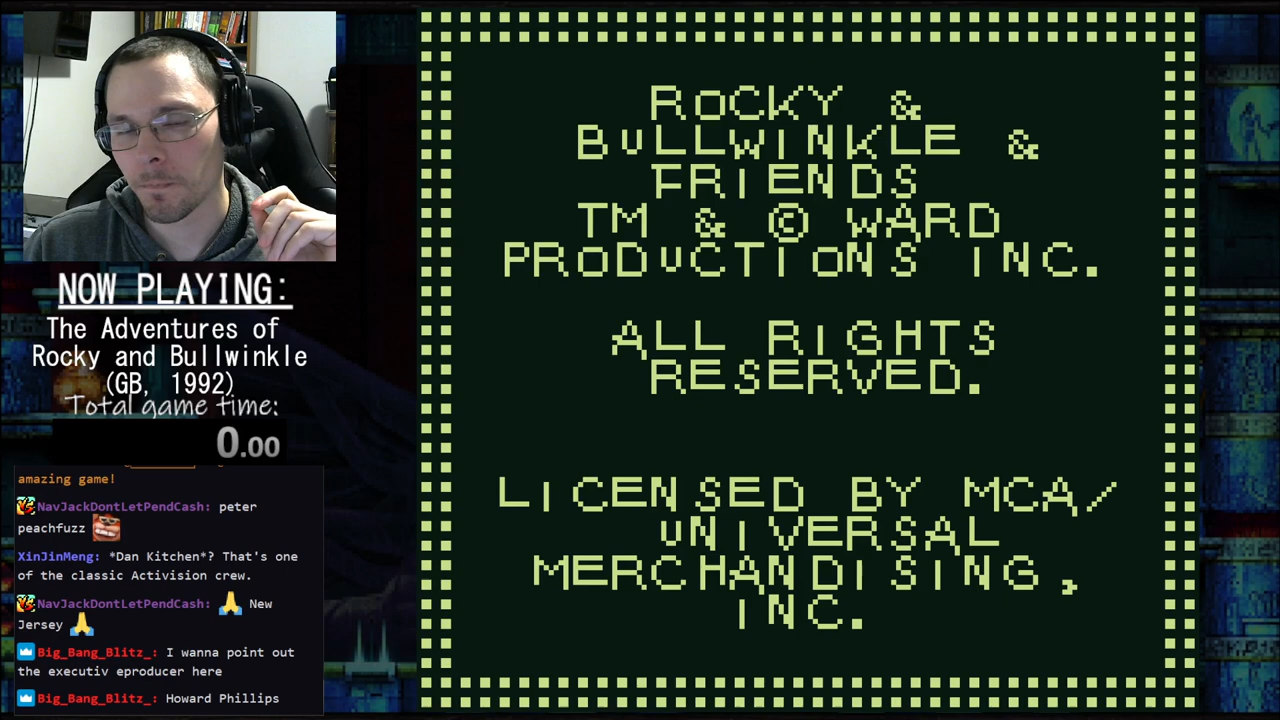 NOW PLAYING:
The Adventures of
Rocky and Bullwinkle
(GB, 1992)
Total game time:
0.00
amazing game!
NavJackDontLetPendCash: peter
peachfuzz
XinJinMeng: *Dan Kitchen*? That's one
of the classic Activision crew.
NavJackDontLetPendCash: 🙏 New
Jersey 🙏
Big_Bang_Blitz_: I wanna point out
the executiv eproducer here
Big_Bang_Blitz_: Howard Phillips
ROCKY &
BULLWINKLE &
FRIENDS
TM & © WARD
PRODUCTIONS INC.
ALL RIGHTS
RESERVED.
LICENSED BY MCA/
UNIVERSAL
MERCHANDISING,
INC.